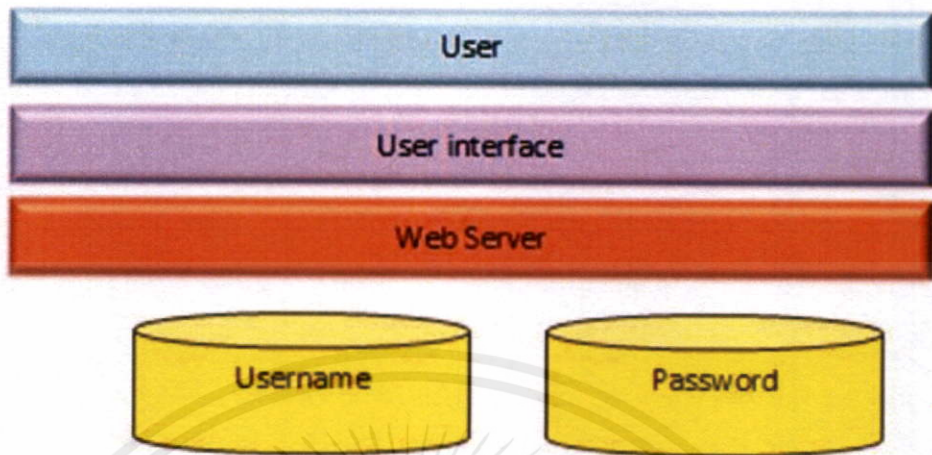 User
User interface
Web Server
Username
Password